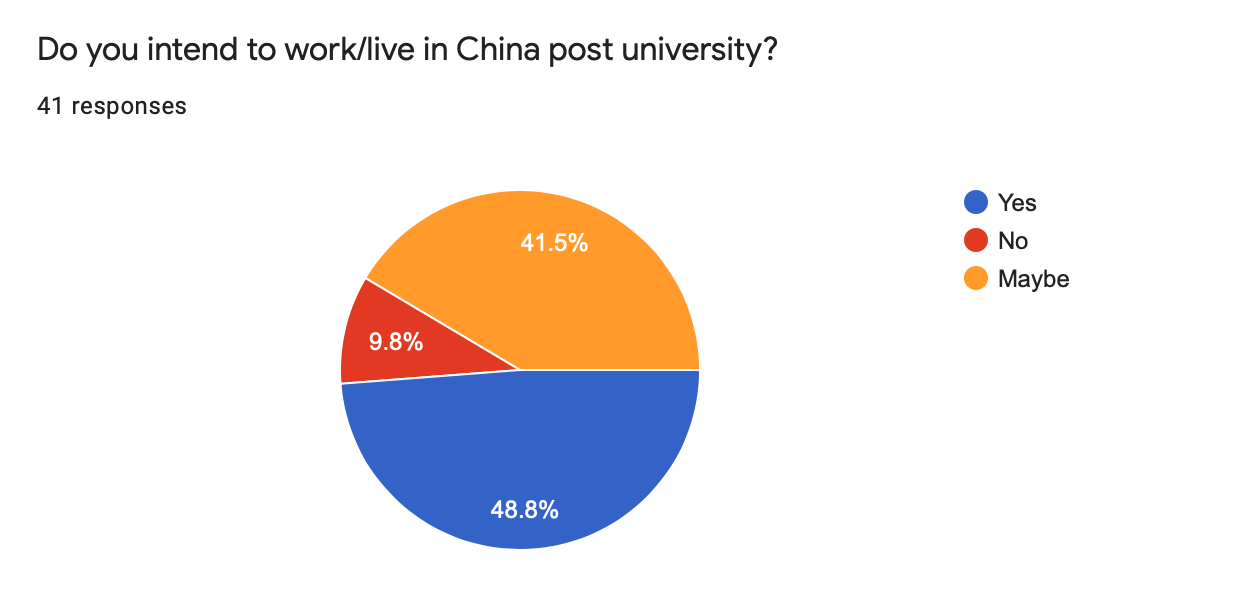 Do you intend to work/live in China post university?
41 responses
Yes
No
Maybe
41.5%
9.8%
48.8%